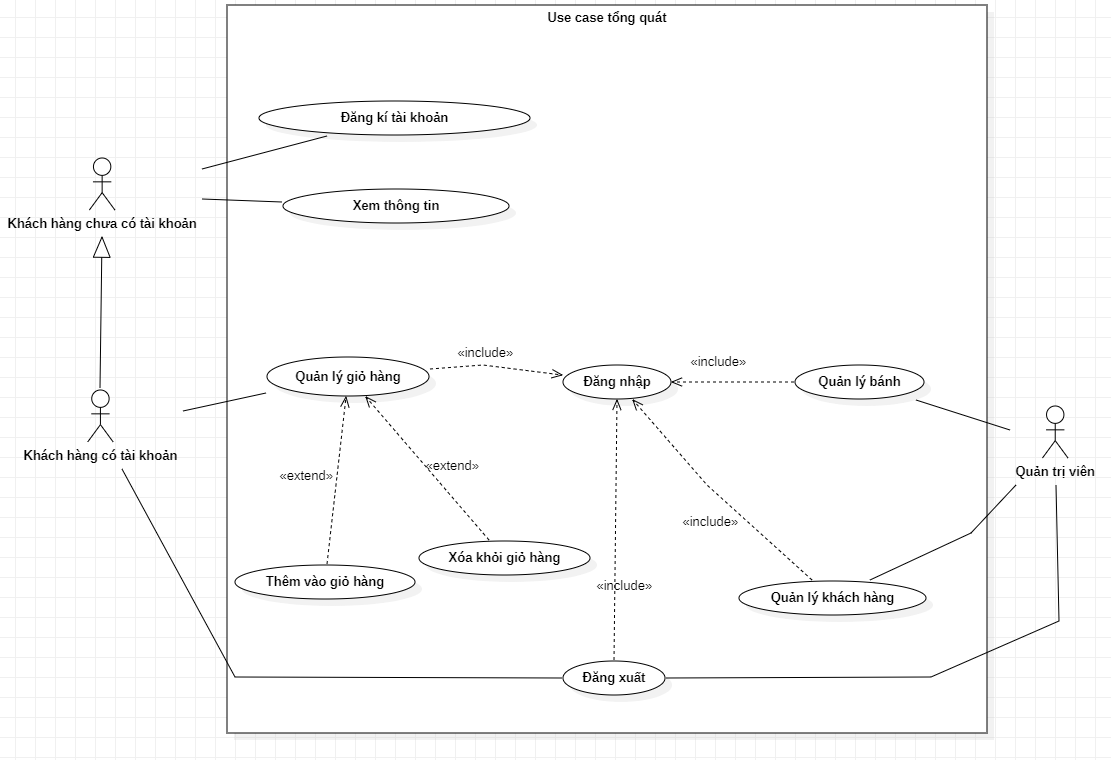 Use case tổng quát
Đăng kí tài khoản
Khách hàng chưa có tài khoản
Xem thông tin
«include»
«include»
Quản lý giỏ hàng
Đăng nhập
Quản lý bánh
Khách hàng có tài khoản
Quản trị viên
«extend»
«extend»
«include»
Xóa khỏi giỏ hàng
Thêm vào giỏ hàng
«include»
Quản lý khách hàng
Đăng xuất